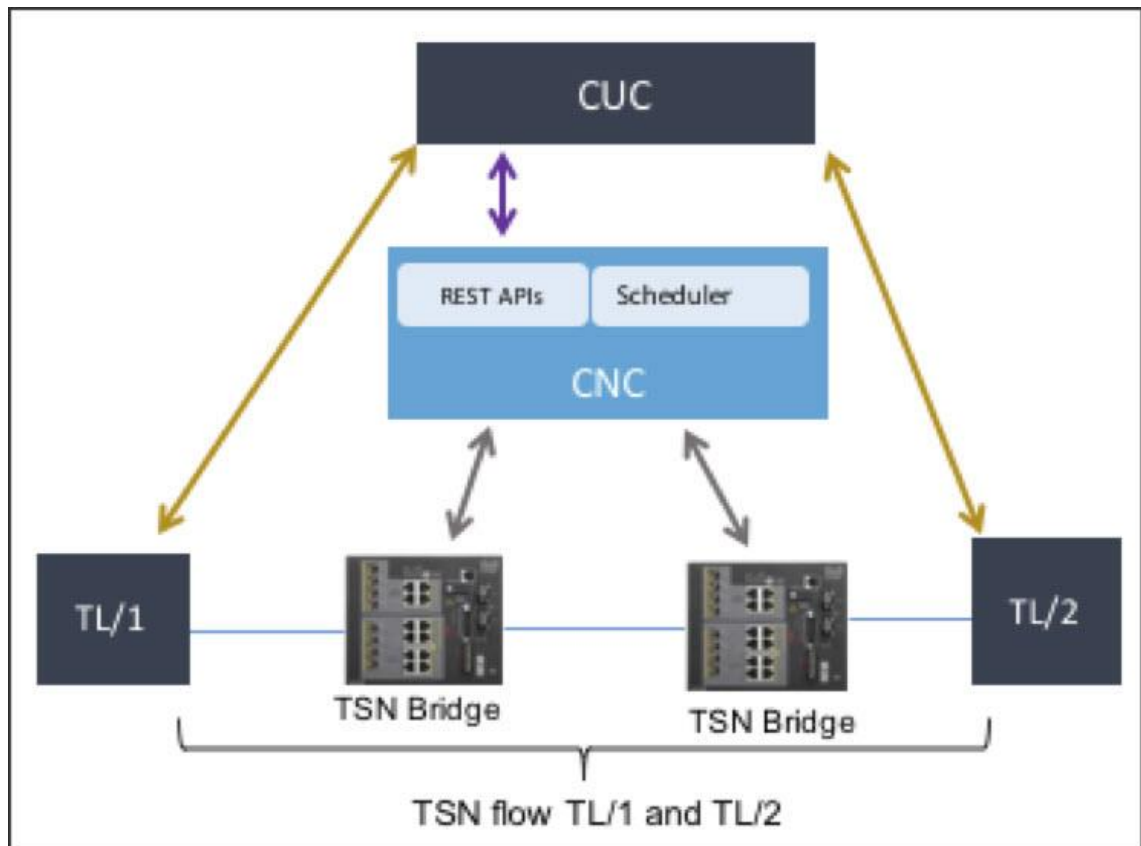 CUC
REST APIs
Scheduler
CNC
TL/1
TL/2
TSN Bridge
TSN Bridge
TSN flow TL/1 and TL/2